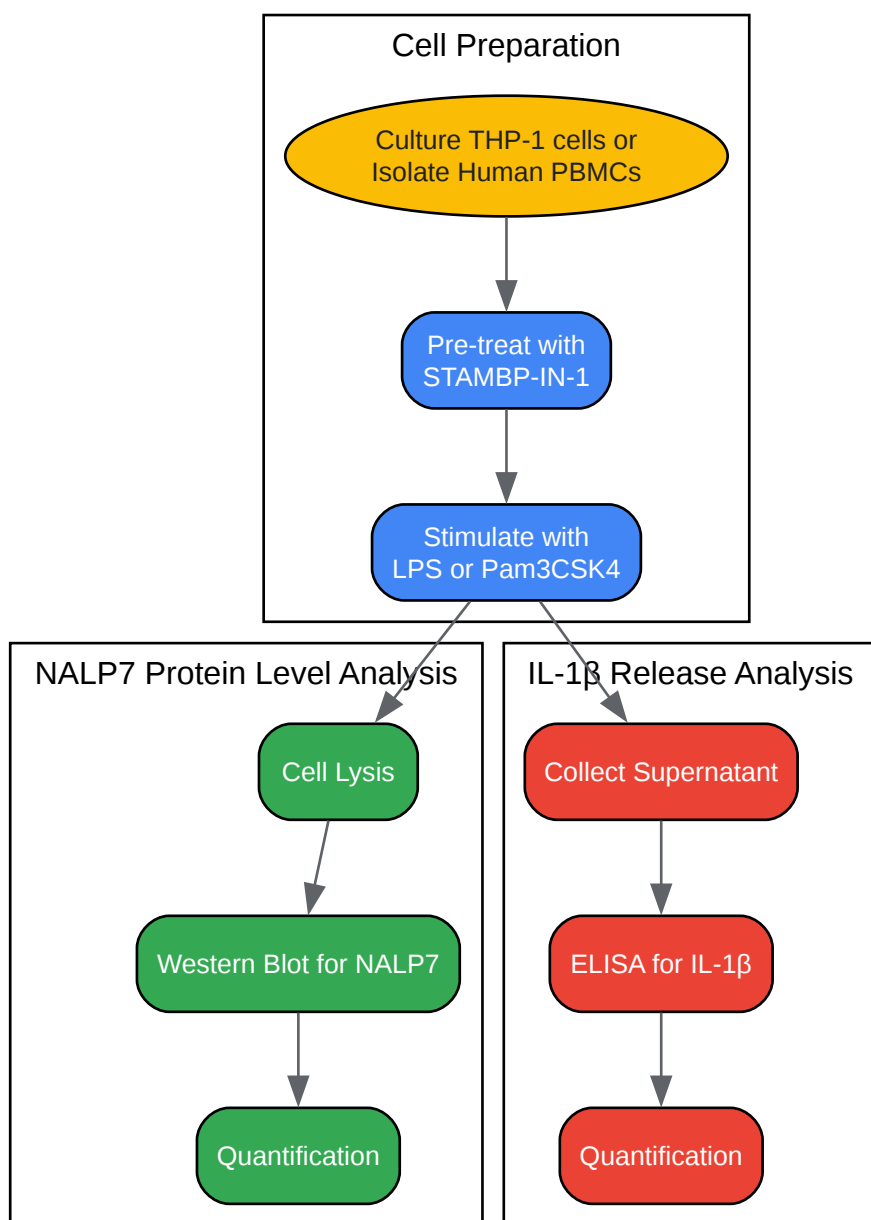 Cell Preparation
Culture THP-1 cells or
Isolate Human PBMCs
Pre-treat with
STAMBP-IN-1
Stimulate with
LPS or Pam3CSK4
NALP7 Protein Level Analysis
Cell Lysis
Western Blot for NALP7
Quantification
IL-1β Release Analysis
Collect Supernatant
ELISA for IL-1β
Quantification